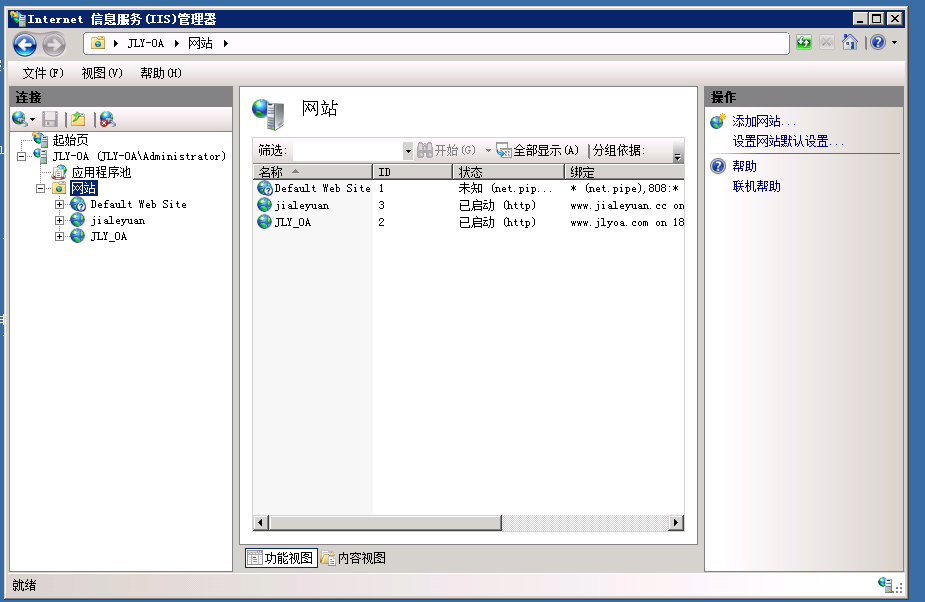 Internet 信息服务(IIS)管理器
JLY-OA 网站
文件(F) 视图(V) 帮助(H)
连接
起始页
JLY-OA (JLY-OA\Administrator)
应用程序池
网站
Default Web Site
jialeyuan
JLY_OA
网站
筛选: 开始(G) 全部显示(A) 分组依据:
名称 ID 状态 绑定
Default Web Site 1 未知 (net.pip... * (net.pipe),808:*
jialeyuan 3 已启动 (http) www.jialeyuan.cc on
JLY_OA 2 已启动 (http) www.jlyoa.com on 18
功能视图 内容视图
操作
添加网站...
设置网站默认设置...
帮助
联机帮助
就绪